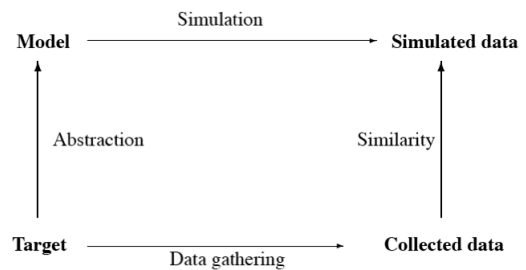 Simulation
Model
Simulated data
Abstraction
Similarity
Target
Collected data
Data gathering